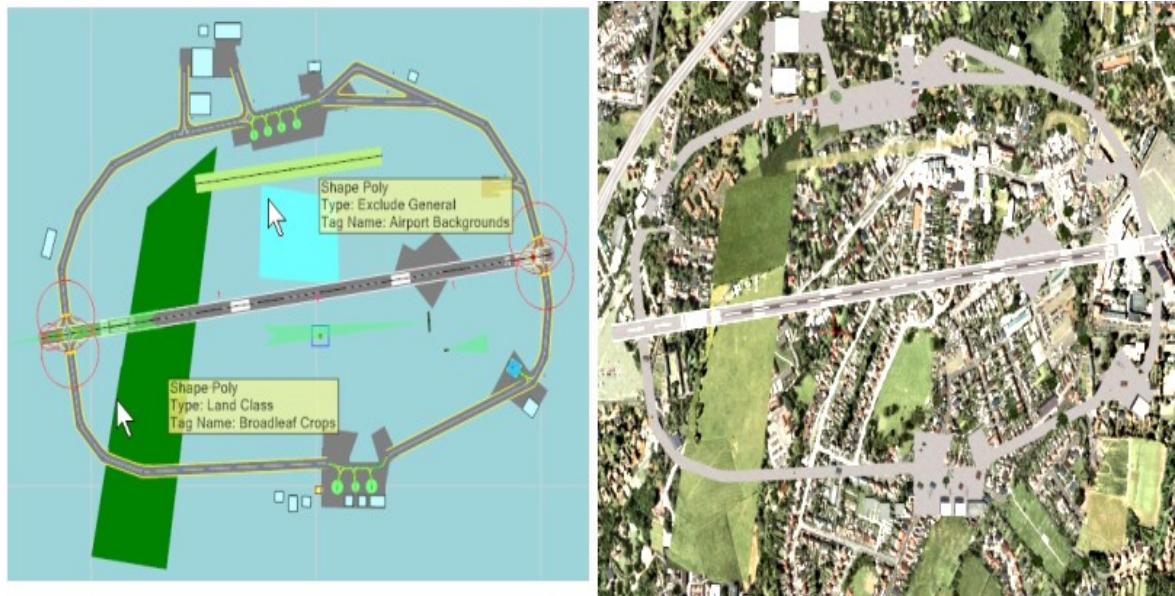 Shape Poly
Type: Exclude General
Tag Name: Airport Backgrounds
Shape Poly
Type: Land Class
Tag Name: Broadleaf Crops